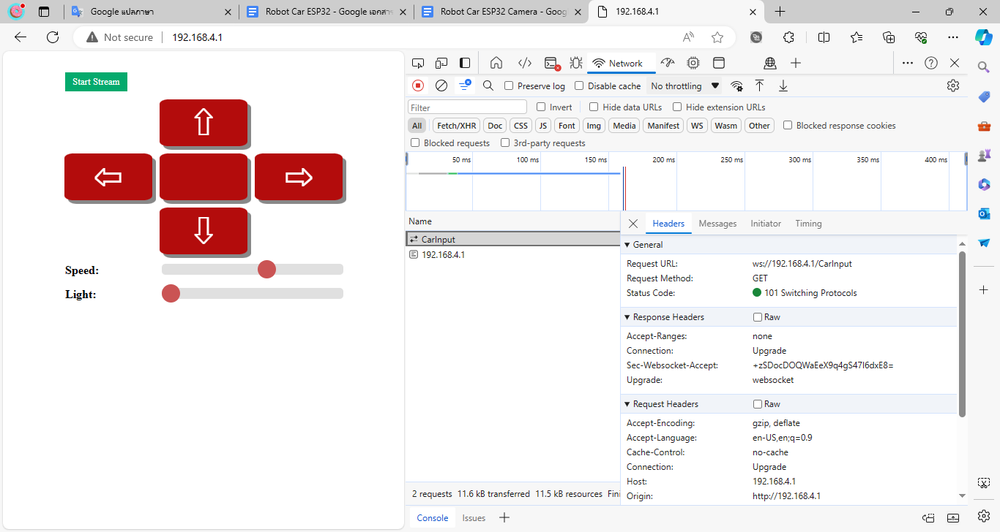 Google แปลภาษา
Robot Car ESP32 - Google เอกสาร
Robot Car ESP32 Camera - Goog
192.168.4.1
Not secure
192.168.4.1
Start Stream
Speed:
Light:
Network
Preserve log
Disable cache
No throttling
Filter
Invert
Hide data URLs
Hide extension URLs
All
Fetch/XHR
Doc
CSS
JS
Font
Img
Media
Manifest
WS
Wasm
Other
Blocked response cookies
Blocked requests
3rd-party requests
50 ms
100 ms
150 ms
200 ms
250 ms
300 ms
350 ms
400 ms
Name
CarInput
192.168.4.1
Headers
Messages
Initiator
Timing
General
Request URL: ws://192.168.4.1/CarInput
Request Method: GET
Status Code: 101 Switching Protocols
Response Headers
Raw
Accept-Ranges: none
Connection: Upgrade
Sec-Websocket-Accept: +zSDocDOQWaEeX9q4gS47I6dxE8=
Upgrade: websocket
Request Headers
Raw
Accept-Encoding: gzip, deflate
Accept-Language: en-US,en;q=0.9
Cache-Control: no-cache
Connection: Upgrade
Host: 192.168.4.1
Origin: http://192.168.4.1
2 requests 11.6 kB transferred 11.5 kB resources Fini
Console
Issues